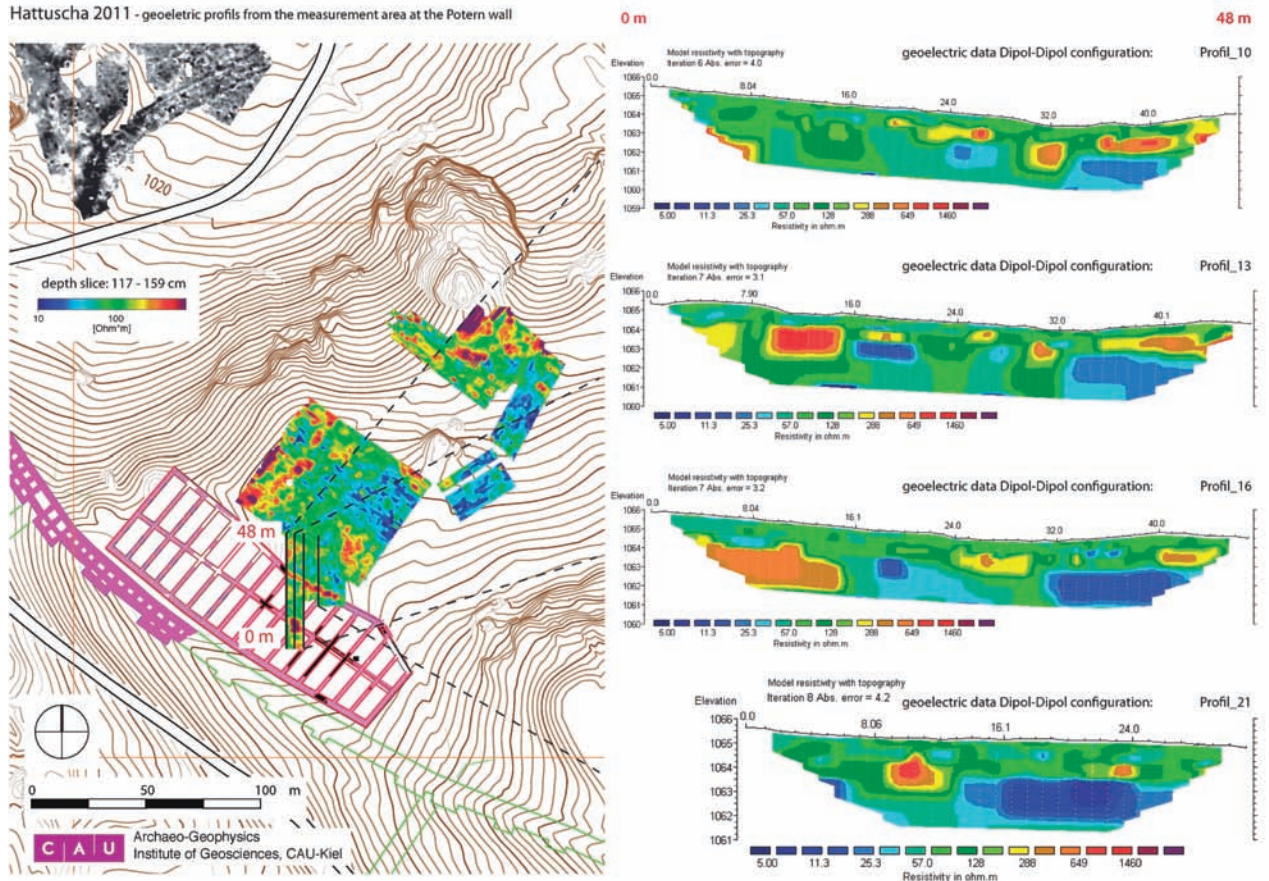 Hattuscha 2011 - geoeletric profils from the measurement area at the Potern wall
0 m
48 m
1020
depth slice: 117 - 159 cm
10 100
[Ohm*m]
48 m
0 m
0 50 100 m
CAU
Archaeo-Geophysics
Institute of Geosciences, CAU-Kiel
Model resistivity with topography
Iteration 6 Abs. error = 4.0
geoelectric data Dipol-Dipol configuration: Profil_10
Elevation
0.0 8.04 16.0 24.0 32.0 40.0
1066
1065
1064
1063
1062
1061
1060
1059
5.00 11.3 25.3 57.0 128 288 649 1460
Resistivity in ohm.m
Model resistivity with topography
Iteration 7 Abs. error = 3.1
geoelectric data Dipol-Dipol configuration: Profil_13
Elevation
0.0 7.90 16.0 24.0 32.0 40.1
1066
1065
1064
1063
1062
1061
1060
5.00 11.3 25.3 57.0 128 288 649 1460
Resistivity in ohm.m
Model resistivity with topography
Iteration 7 Abs. error = 3.2
geoelectric data Dipol-Dipol configuration: Profil_16
Elevation
0.0 8.04 16.1 24.0 32.0 40.0
1066
1065
1064
1063
1062
1061
1060
5.00 11.3 25.3 57.0 128 288 649 1460
Resistivity in ohm.m
Model resistivity with topography
Iteration 8 Abs. error = 4.2
geoelectric data Dipol-Dipol configuration: Profil_21
Elevation
0.0 8.06 16.1 24.0
1066
1065
1064
1063
1062
1061
5.00 11.3 25.3 57.0 128 288 649 1460
Resistivity in ohm.m